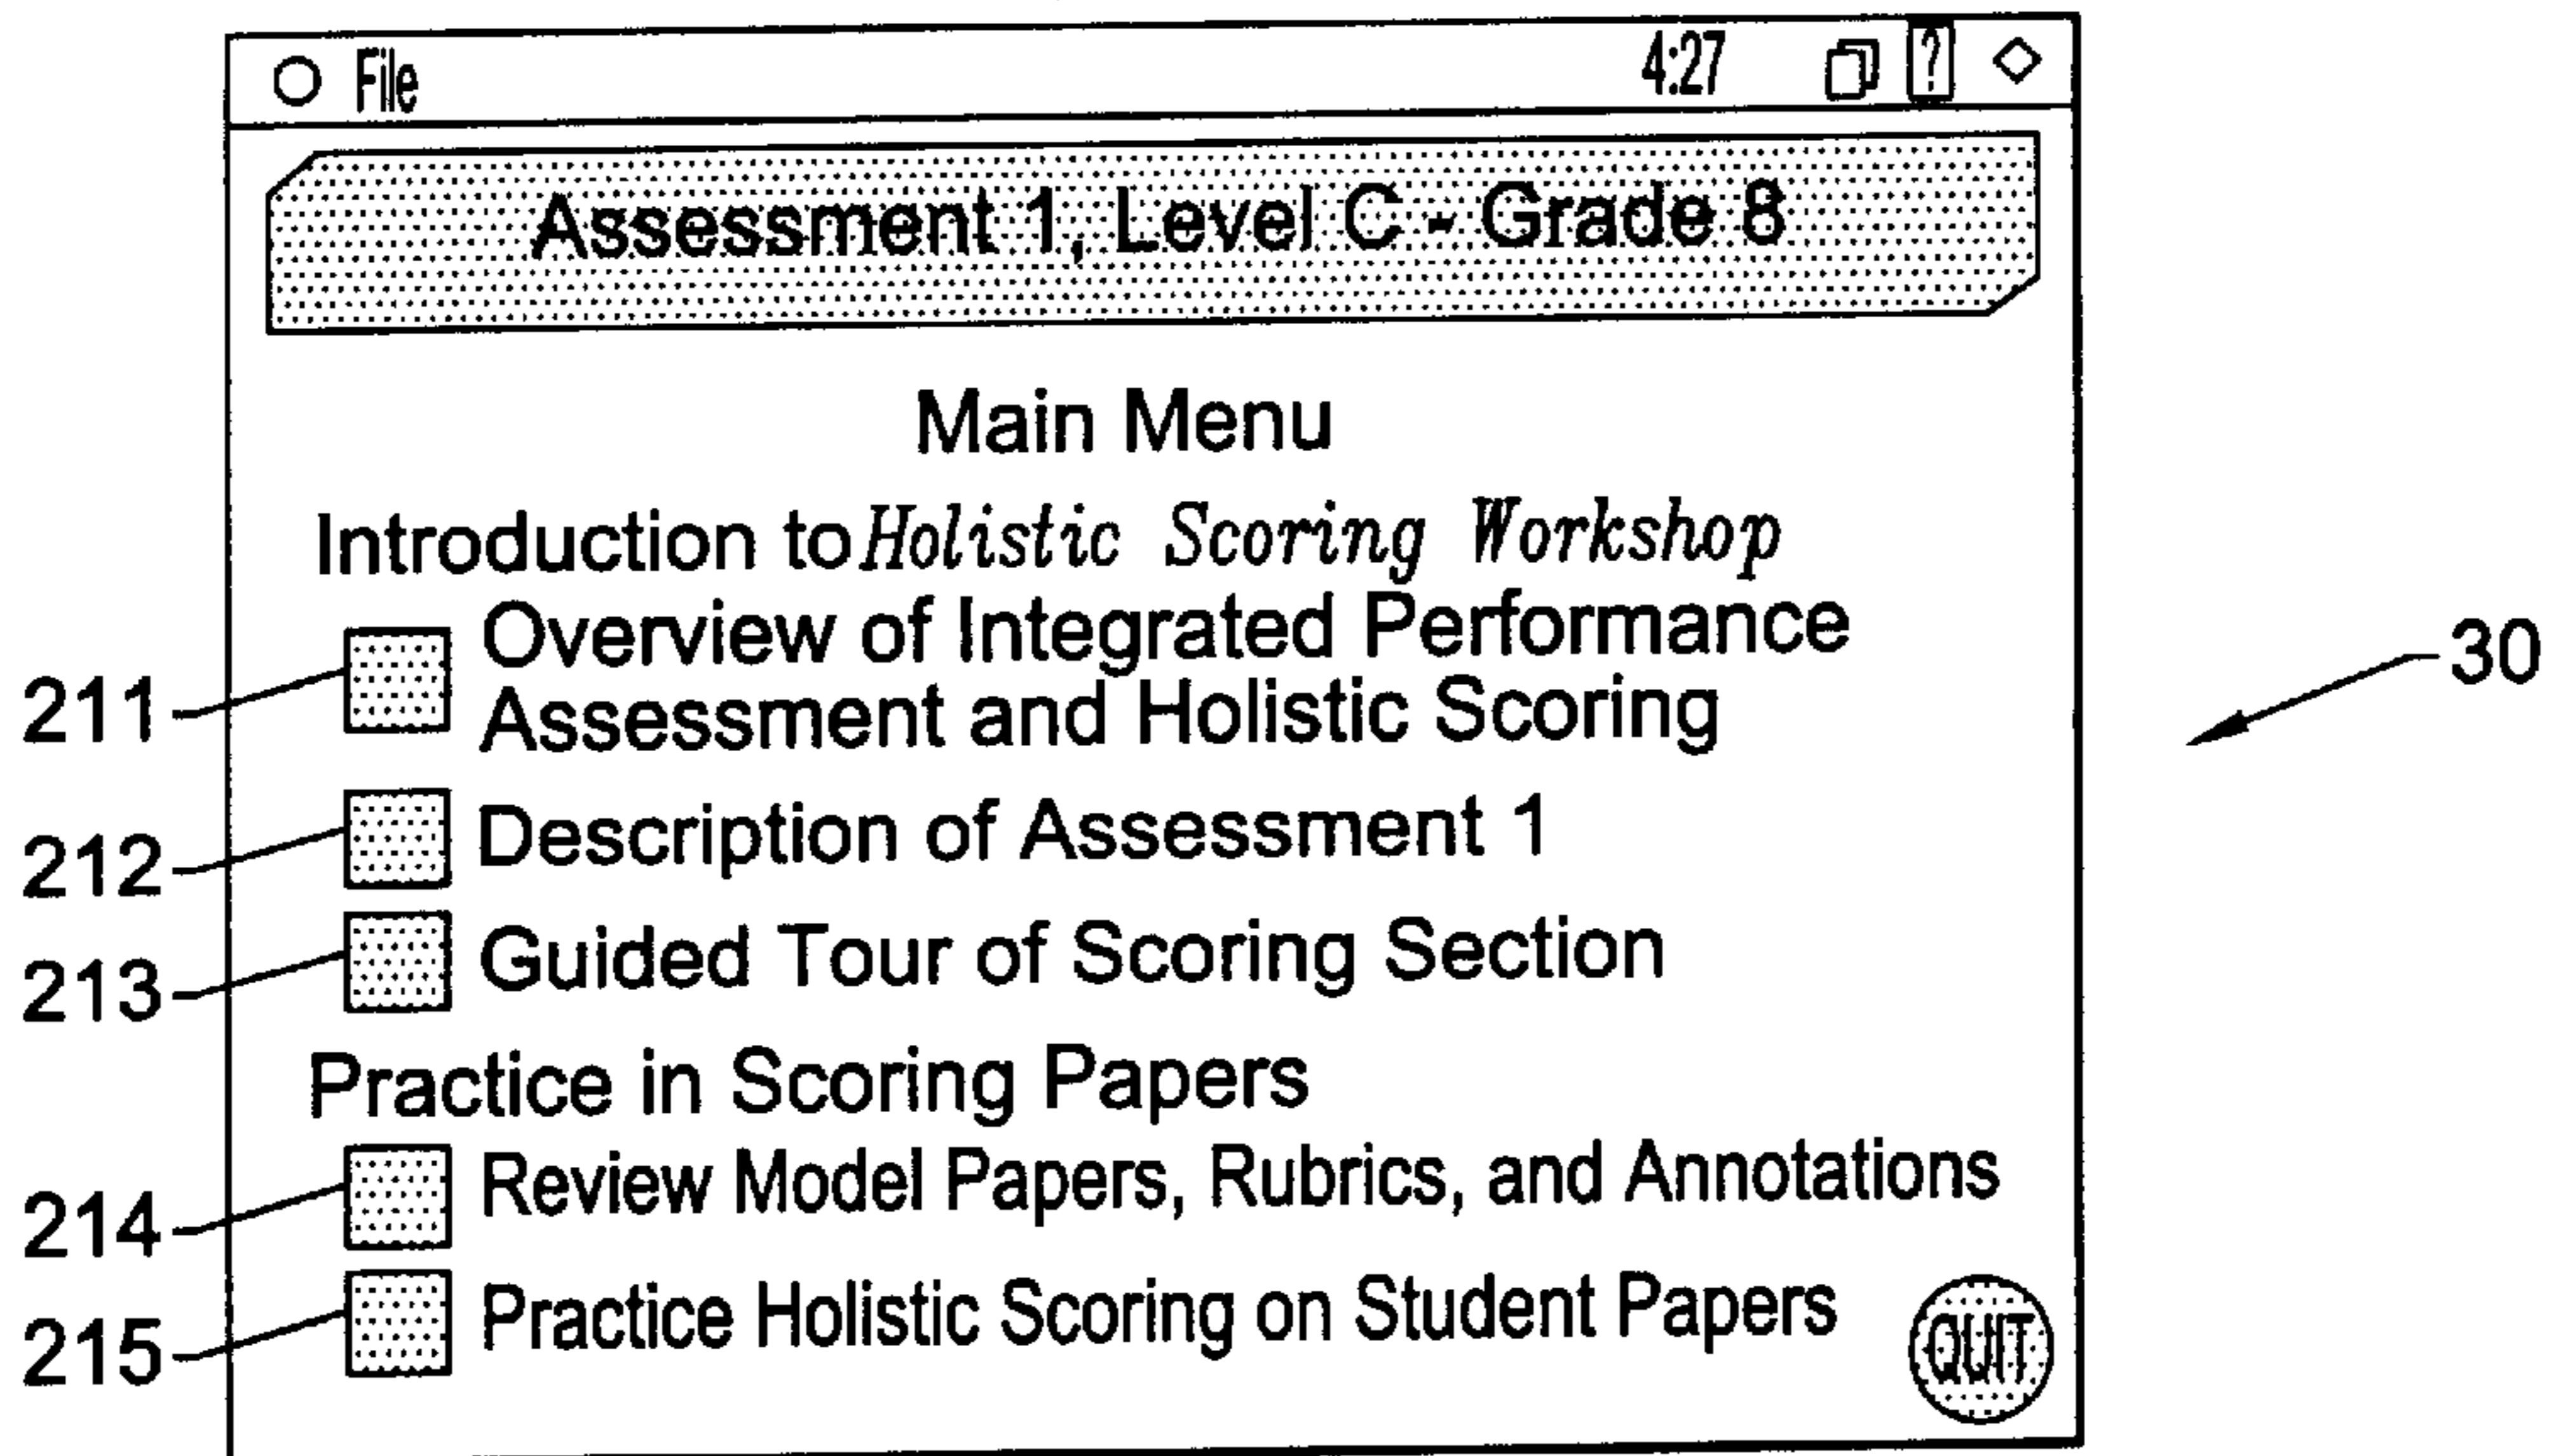 File 4:27 ?
Assessment 1, Level C - Grade 8
Main Menu
Introduction to Holistic Scoring Workshop
211 Overview of Integrated Performance
Assessment and Holistic Scoring
30
212 Description of Assessment 1
213 Guided Tour of Scoring Section
Practice in Scoring Papers
214 Review Model Papers, Rubrics, and Annotations
215 Practice Holistic Scoring on Student Papers
QUIT